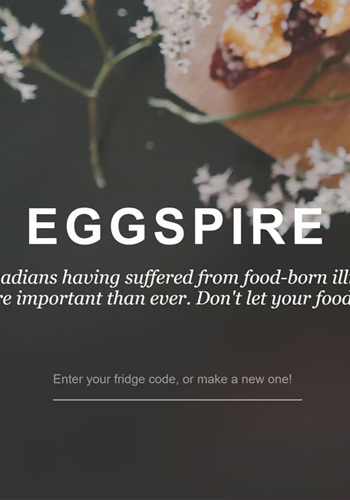 EGGSPIRE
adians having suffered from food-born ill
re important than ever. Don't let your food
Enter your fridge code, or make a new one!